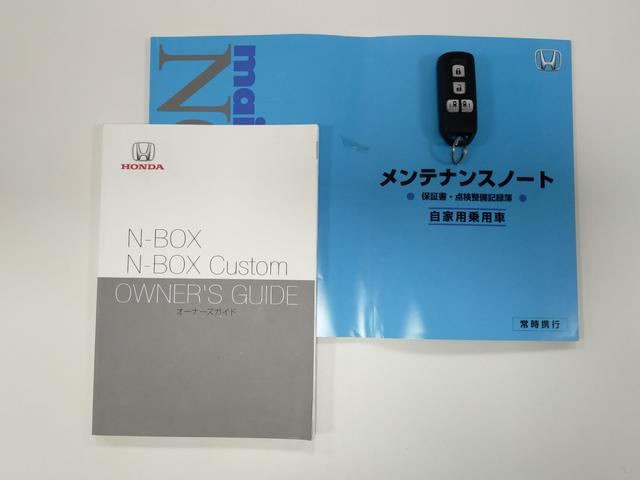 mai
No
メンテナンスノート
保証書・点検整備記録簿
自家用乗用車
常時携行
HONDA
N-BOX
N-BOX Custom
OWNER'S GUIDE
オーナーズガイド